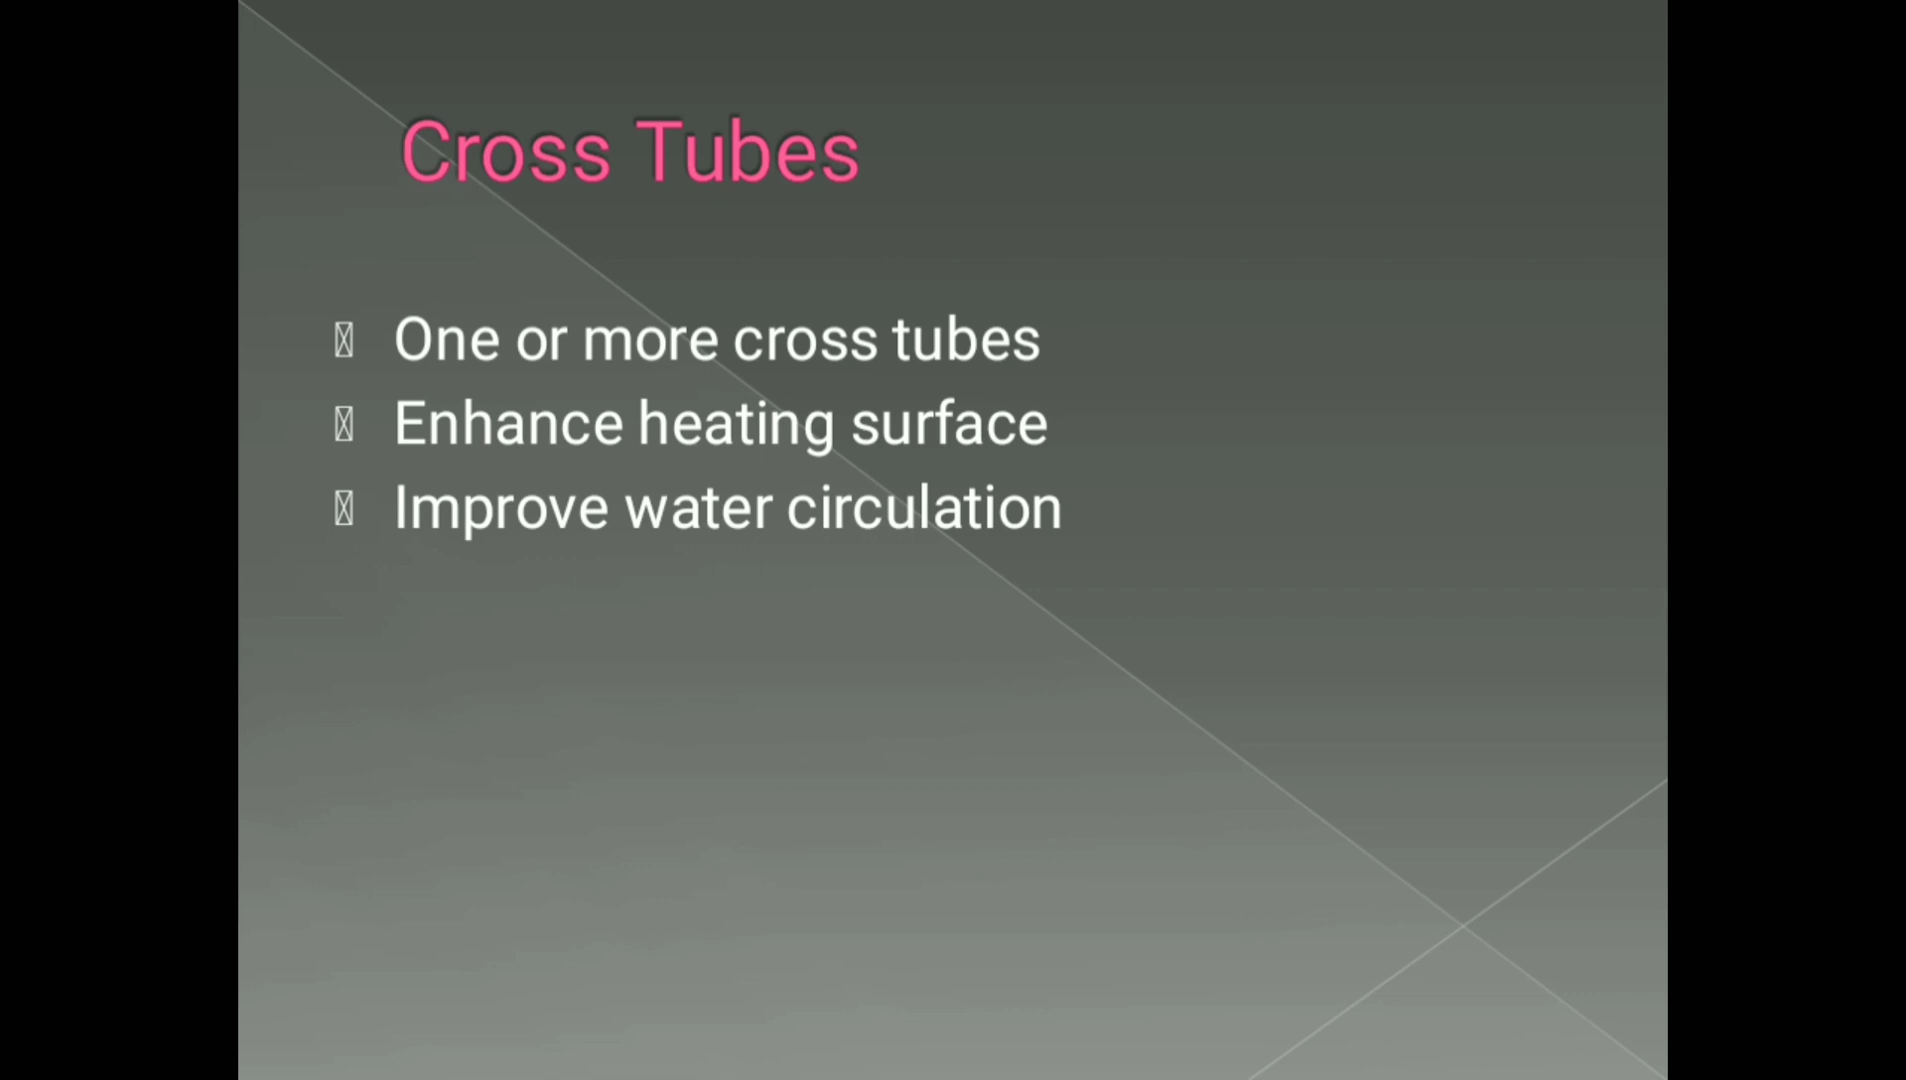 Cross Tubes
One or more cross tubes
Enhance heating surface
Improve water circulation